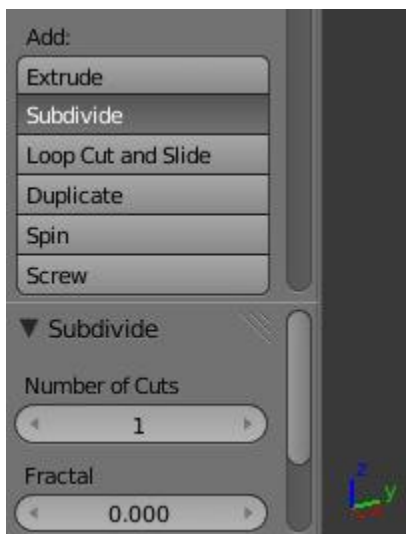 Add:
Extrude
Subdivide
Loop Cut and Slide
Duplicate
Spin
Screw
Subdivide
Number of Cuts
1
Fractal
0.000
z
y